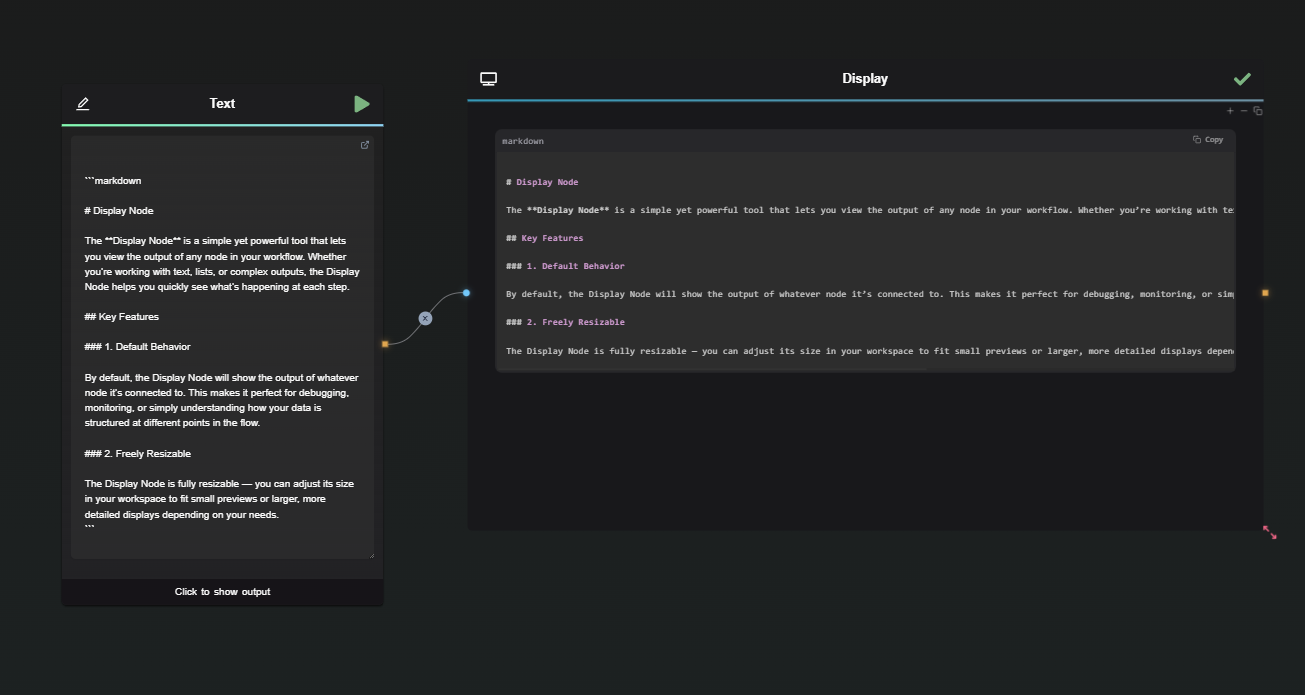 Text
```markdown
# Display Node
The **Display Node** is a simple yet powerful tool that lets
you view the output of any node in your workflow. Whether
you're working with text, lists, or complex outputs, the Display
Node helps you quickly see what's happening at each step.
## Key Features
### 1. Default Behavior
By default, the Display Node will show the output of whatever
node it's connected to. This makes it perfect for debugging,
monitoring, or simply understanding how your data is
structured at different points in the flow.
### 2. Freely Resizable
The Display Node is fully resizable — you can adjust its size
in your workspace to fit small previews or larger, more
detailed displays depending on your needs.
```
Click to show output
Display
markdown
Copy
# Display Node
The **Display Node** is a simple yet powerful tool that lets you view the output of any node in your workflow. Whether you’re working with
## Key Features
### 1. Default Behavior
By default, the Display Node will show the output of whatever node it’s connected to. This makes it perfect for debugging, monitoring, or
### 2. Freely Resizable
The Display Node is fully resizable — you can adjust its size in your workspace to fit small previews or larger, more detailed displays